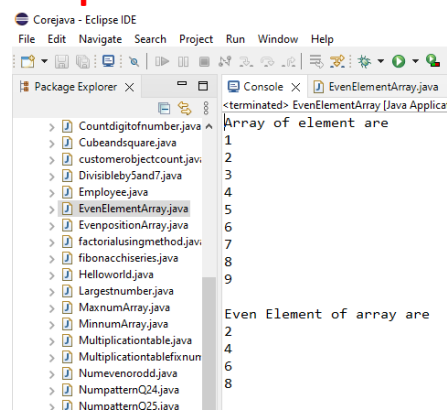 Corejava - Eclipse IDE
File Edit Navigate Search Project Run Window Help
Package Explorer
Countdigitofnumber.java
Cubeandsquare.java
customerobjectcount.java
Divisibleby5and7.java
Employee.java
EvenElementArray.java
EvenpositionArray.java
factorialusingmethod.java
fibonacchiseries.java
Helloworld.java
Largestnumber.java
MaxnumArray.java
MinnumArray.java
Multiplicationtable.java
Multiplicationtablefixnum
Numevenorodd.java
NumpatternQ24.java
NumpatternQ25.java
Console EvenElementArray.java
<terminated> EvenElementArray [Java Applicat
Array of element are
1
2
3
4
5
6
7
8
9
Even Element of array are
2
4
6
8